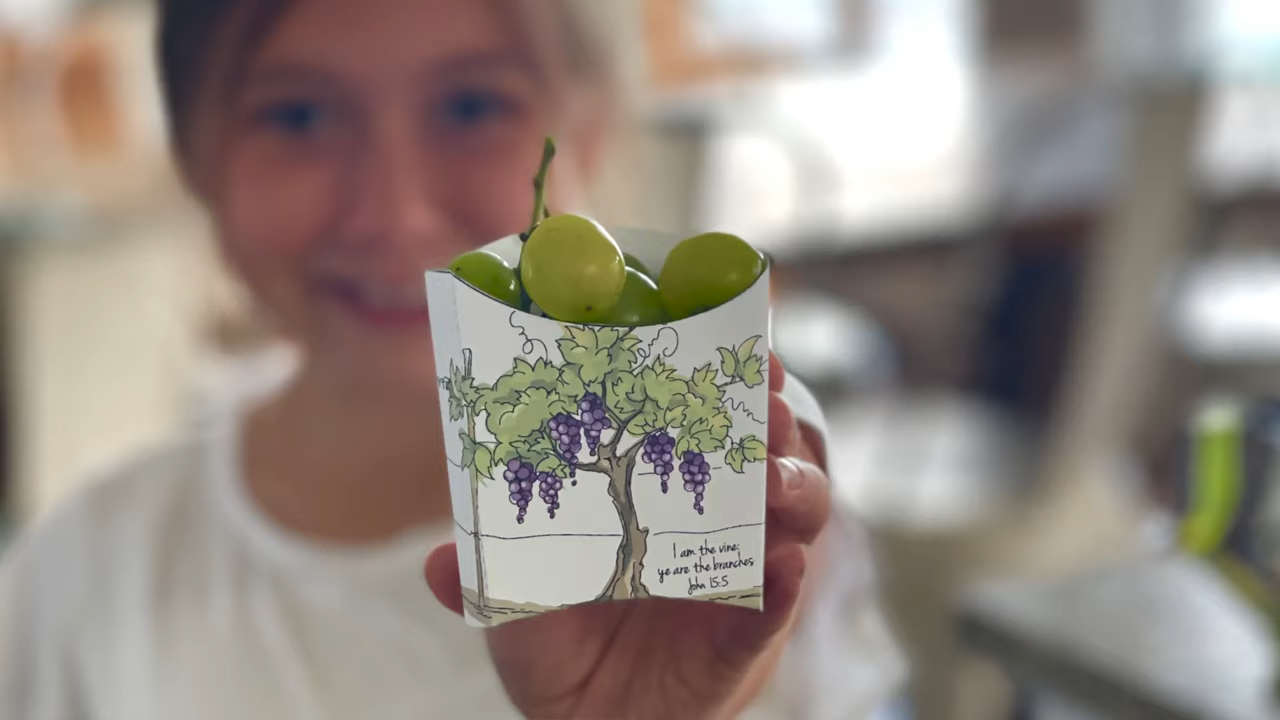 I am the vine;
ye are the branches
John 15:5